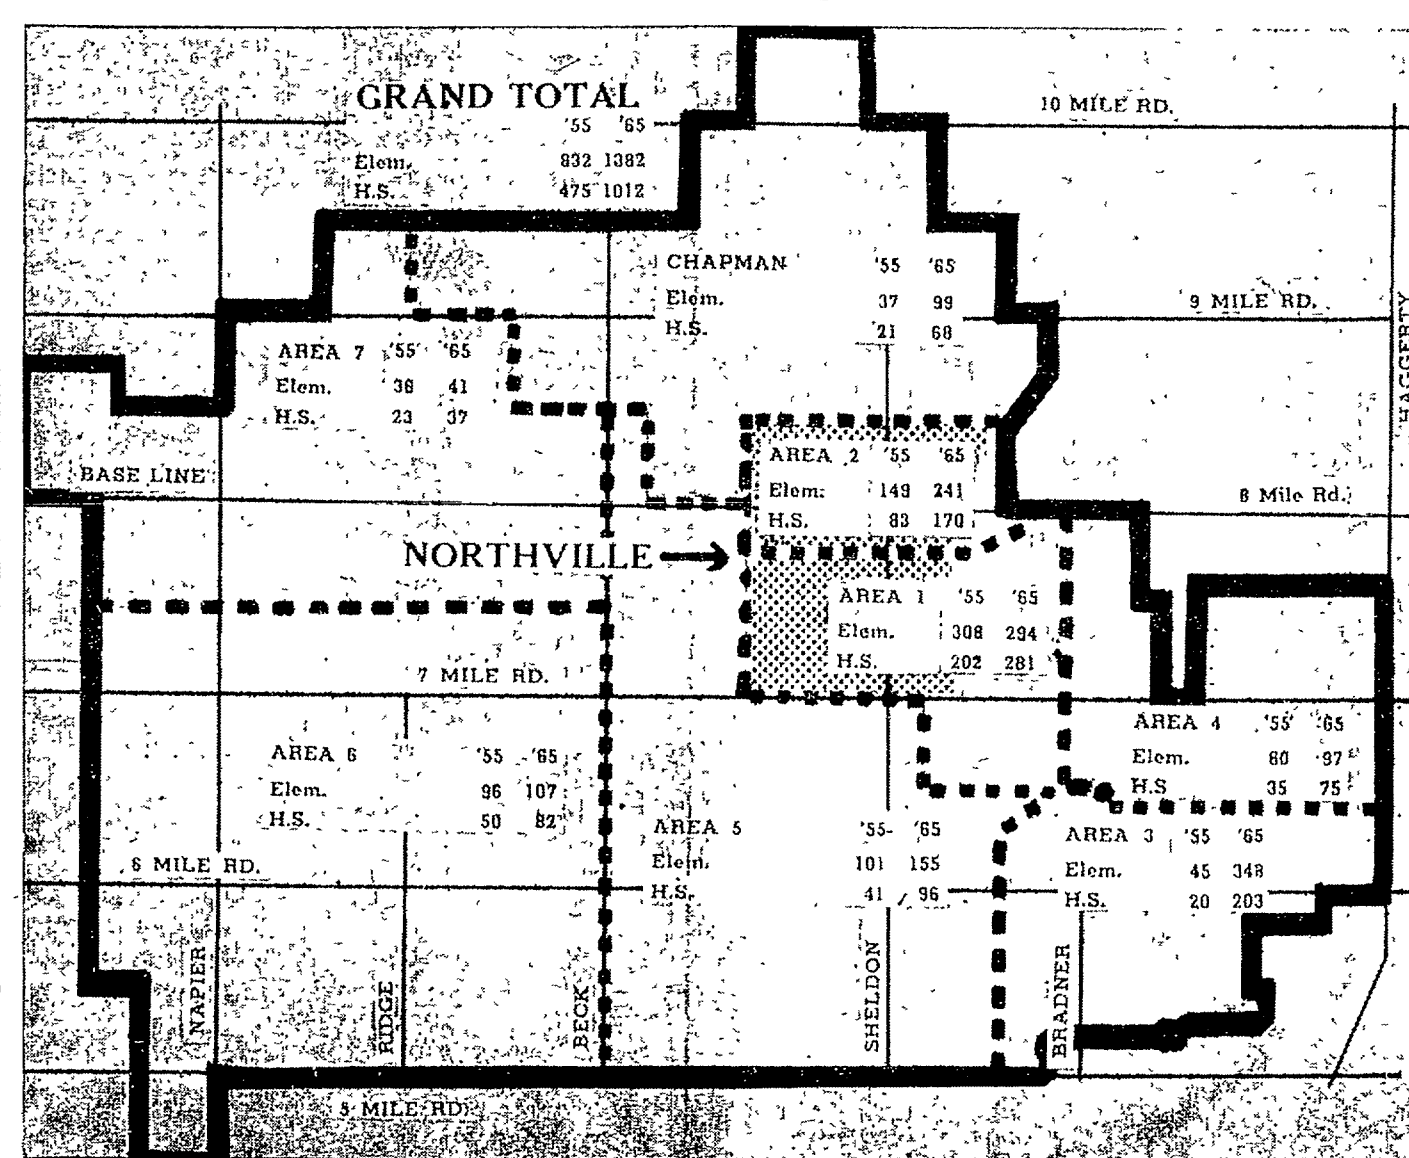 GRAND TOTAL
'55 '65
Elem. 832 1382
H.S. 475 1012
10 MILE RD.
CHAPMAN '55 '65
Elem. 37 99
H.S. 21 68
9 MILE RD.
HAGGERTY
AREA 7 '55 '65
Elem. 36 41
H.S. 23 37
BASE LINE
AREA 2 '55 '65
Elem. 149 241
H.S. 83 170
8 Mile Rd.
NORTHVILLE
AREA 1 '55 '65
Elem. 308 294
H.S. 202 281
7 MILE RD.
AREA 4 '55 '65
Elem. 60 97
H.S 35 75
AREA 6 '55 '65
Elem. 96 107
H.S. 50 82
AREA 5 '55 '65
Elem. 101 155
H.S. 41 96
AREA 3 '55 '65
Elem. 45 348
H.S. 20 203
6 MILE RD.
NAPIER
RIDGE
BECK
SHELDON
BRADNER
5 MILE RD.